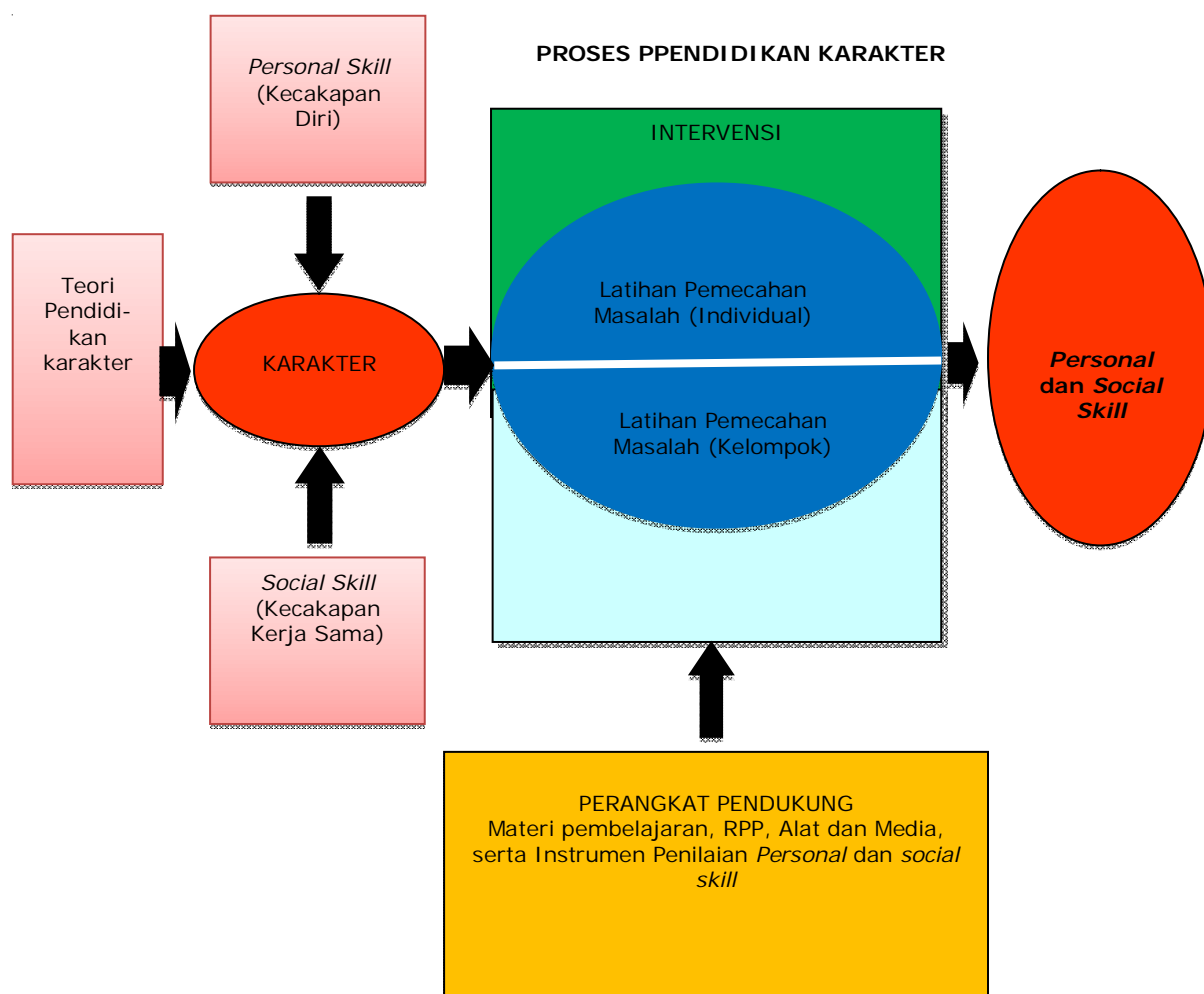 Personal Skill
(Kecakapan
Diri)
PROSES PPENDIDIKAN KARAKTER
INTERVENSI
Teori
Pendidi-
kan
karakter
KARAKTER
Latihan Pemecahan
Masalah (Individual)
Latihan Pemecahan
Masalah (Kelompok)
Personal
dan Social
Skill
Social Skill
(Kecakapan
Kerja Sama)
PERANGKAT PENDUKUNG
Materi pembelajaran, RPP, Alat dan Media,
serta Instrumen Penilaian Personal dan social
skill